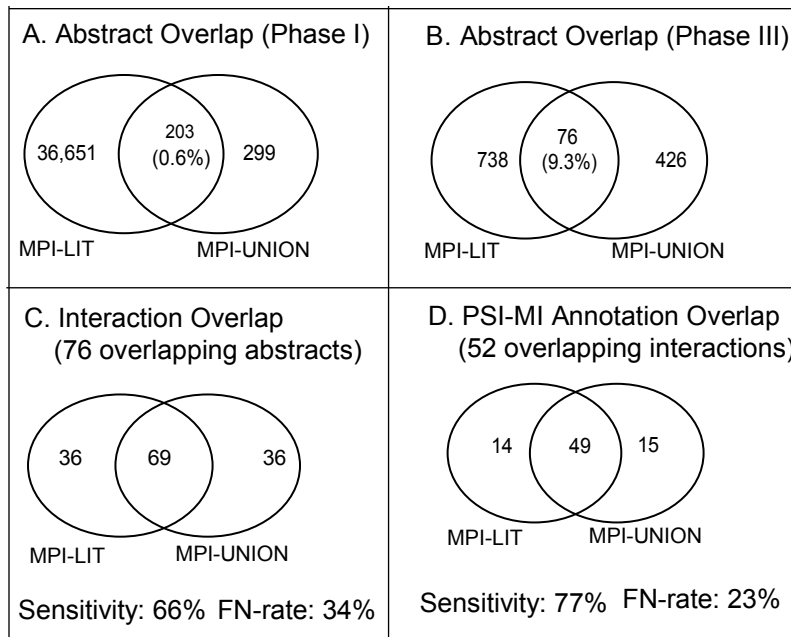 A. Abstract Overlap (Phase I)
36,651
203
(0.6%)
299
MPI-LIT
MPI-UNION
B. Abstract Overlap (Phase III)
738
76
(9.3%)
426
MPI-LIT
MPI-UNION
C. Interaction Overlap
(76 overlapping abstracts)
36
69
36
MPI-LIT
MPI-UNION
Sensitivity: 66% FN-rate: 34%
D. PSI-MI Annotation Overlap
(52 overlapping interactions)
14
49
15
MPI-LIT
MPI-UNION
Sensitivity: 77% FN-rate: 23%